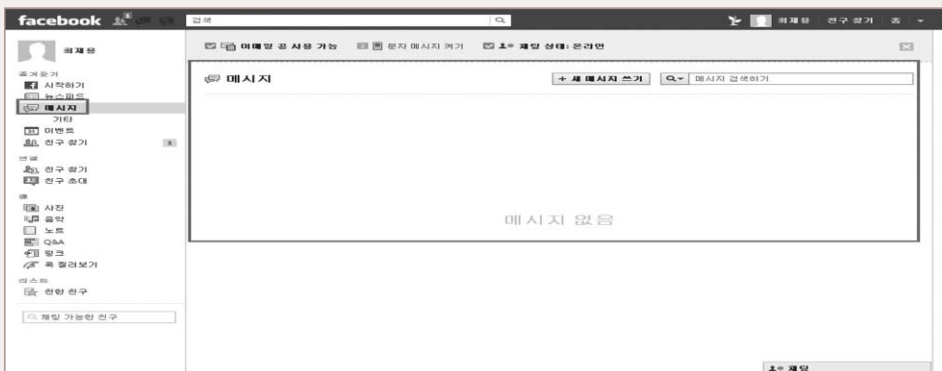 facebook 1 검색 최재용 친구 찾기 홈
최재용
이메일 공 사용 가능 문자 메시지 켜기 채팅 상태: 온라인
즐겨찾기
시작하기
뉴스피드
메시지
기타
31 이벤트
친구 찾기 1
메시지 + 새 메시지 쓰기 메시지 검색하기
연결
친구 찾기
친구 초대
앱
사진
음악
노트
Q&A
링크
콕 찔러보기
메시지 없음
리스트
친한 친구
채팅 가능한 친구
채팅